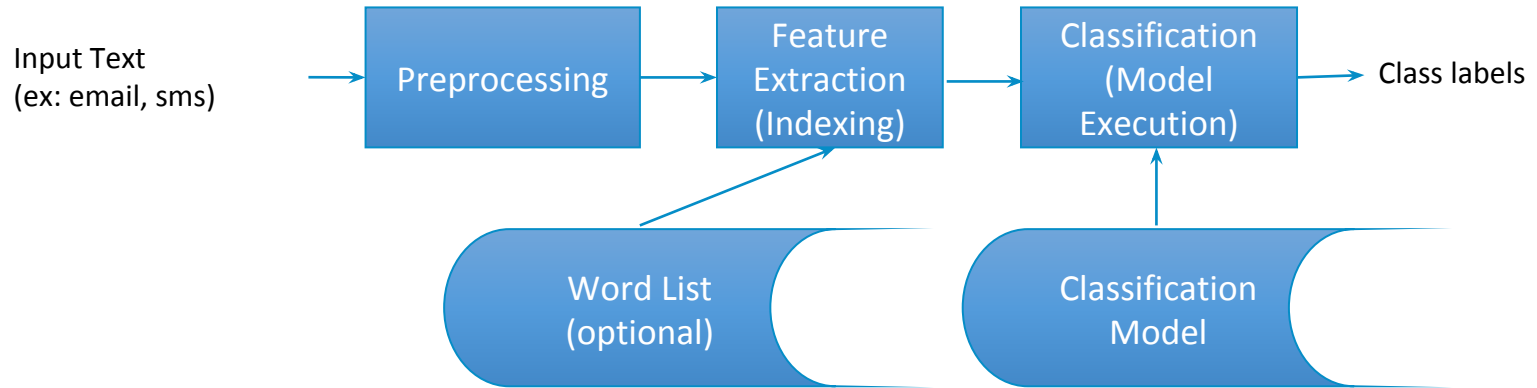 Input Text
(ex: email, sms)
Preprocessing
Feature
Extraction
(Indexing)
Classification
(Model
Execution)
Class labels
Word List
(optional)
Classification
Model